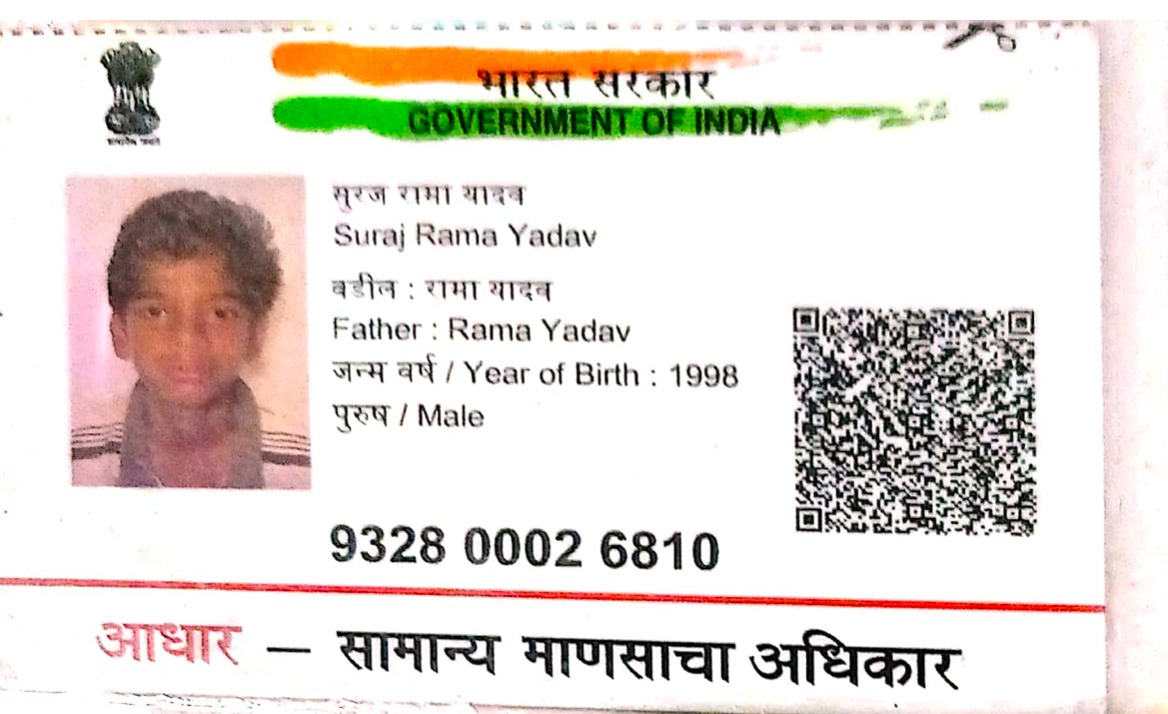 भारत सरकार
GOVERNMENT OF INDIA
सुरज रामा यादव
Suraj Rama Yadav
वडील : रामा यादव
Father : Rama Yadav
जन्म वर्ष / Year of Birth : 1998
पुरुष / Male
9328 0002 6810
आधार — सामान्य माणसाचा अधिकार